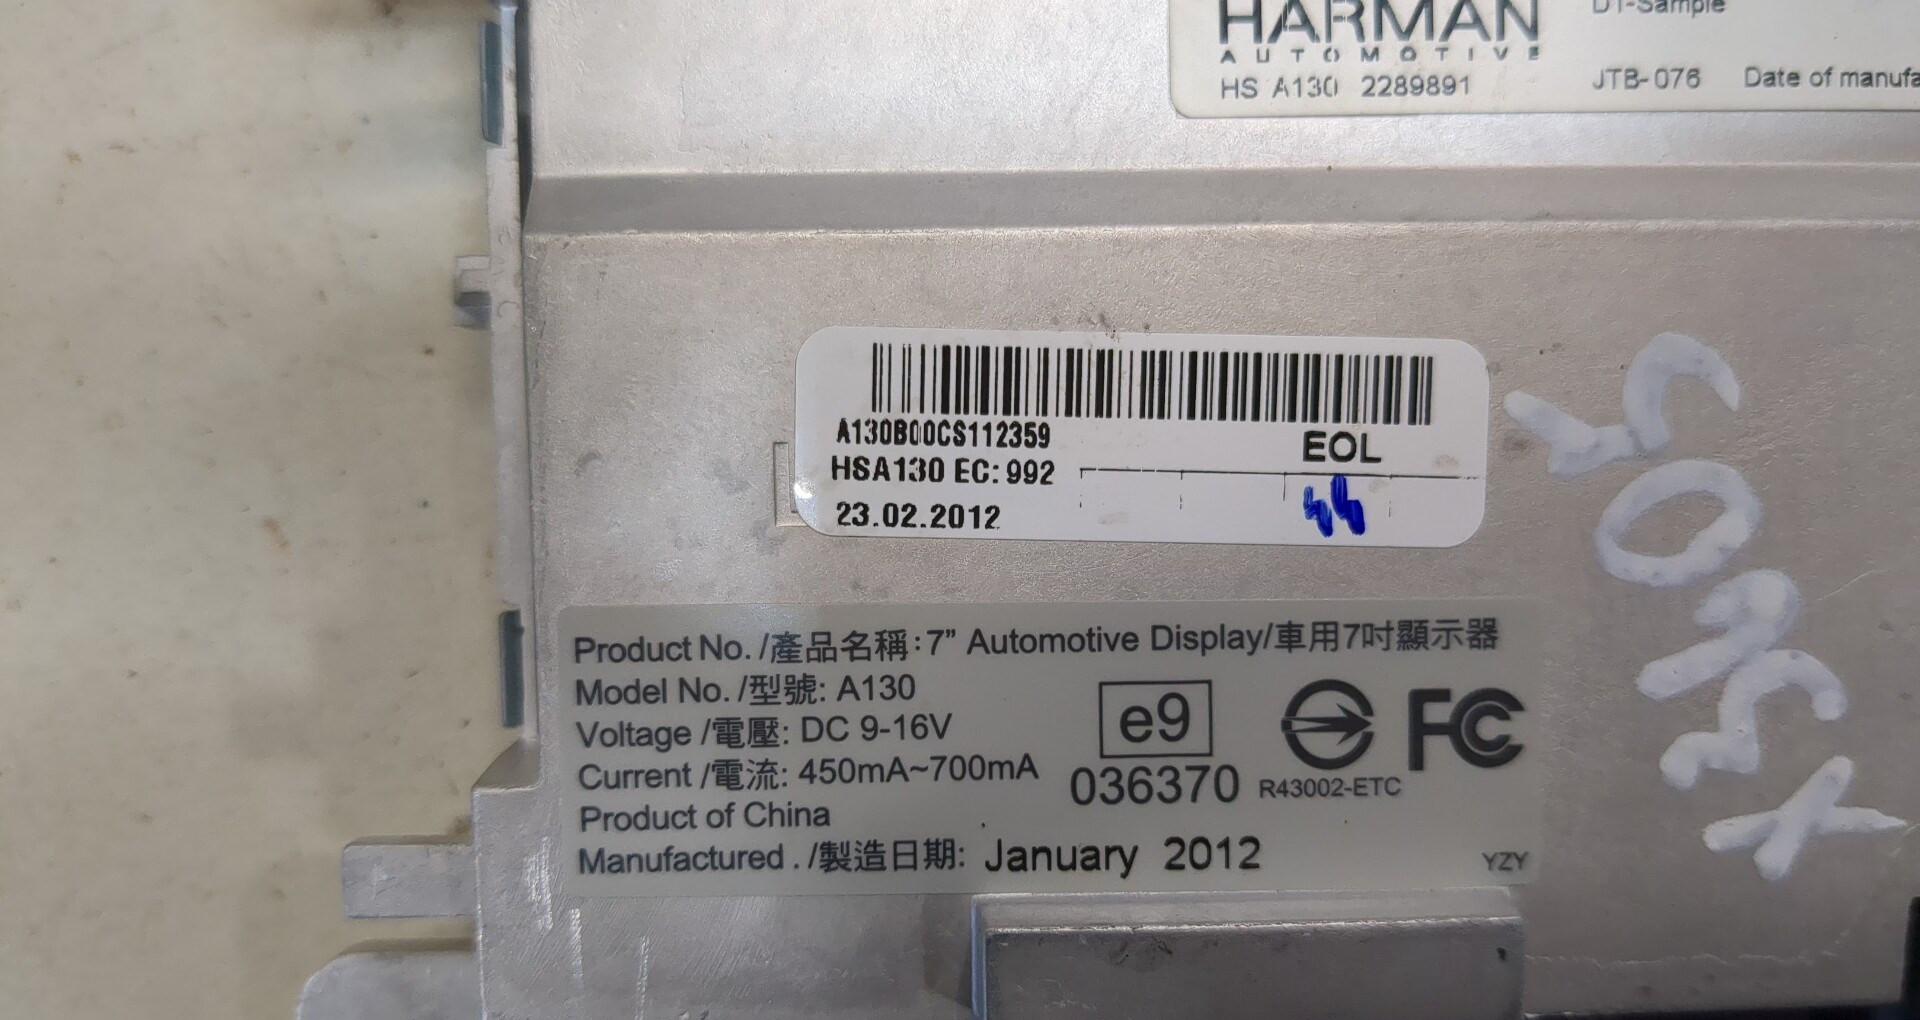 HARMAN
AUTOMOTIVE
HS A130 2289891
D1-Sample
JTB-076 Date of
A130B00CS112359
EOL
HSA130 EC: 992
23.02.2012
Product No. /產品名稱: 7” Automotive Display/車用7吋顯示器
Model No. /型號: A130
Voltage /電壓: DC 9-16V
Current /電流: 450mA~700mA
e9
036370
FC
R43002-ETC
Product of China
Manufactured . /製造日期: January 2012
YZY